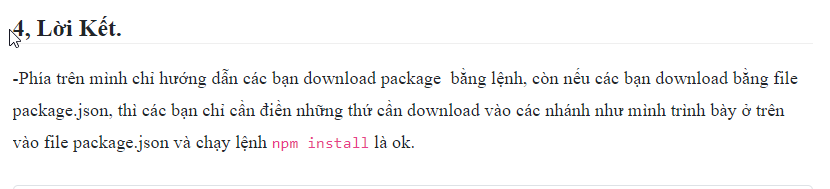 4, Lời Kết.
-Phía trên mình chỉ hướng dẫn các bạn download package bằng lệnh, còn nếu các bạn download bằng file
package.json, thì các bạn chỉ cần điền những thứ cần download vào các nhánh như mình trình bày ở trên
vào file package.json và chạy lệnh npm install là ok.